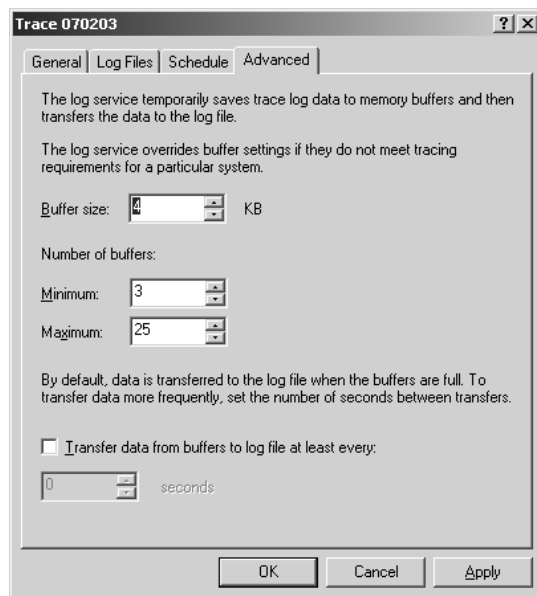 Trace 070203
General Log Files Schedule Advanced
The log service temporarily saves trace log data to memory buffers and then
transfers the data to the log file.
The log service overrides buffer settings if they do not meet tracing
requirements for a particular system.
Buffer size: 4 KB
Number of buffers:
Minimum: 3
Maximum: 25
By default, data is transferred to the log file when the buffers are full. To
transfer data more frequently, set the number of seconds between transfers.
Transfer data from buffers to log file at least every:
0 seconds
OK Cancel Apply